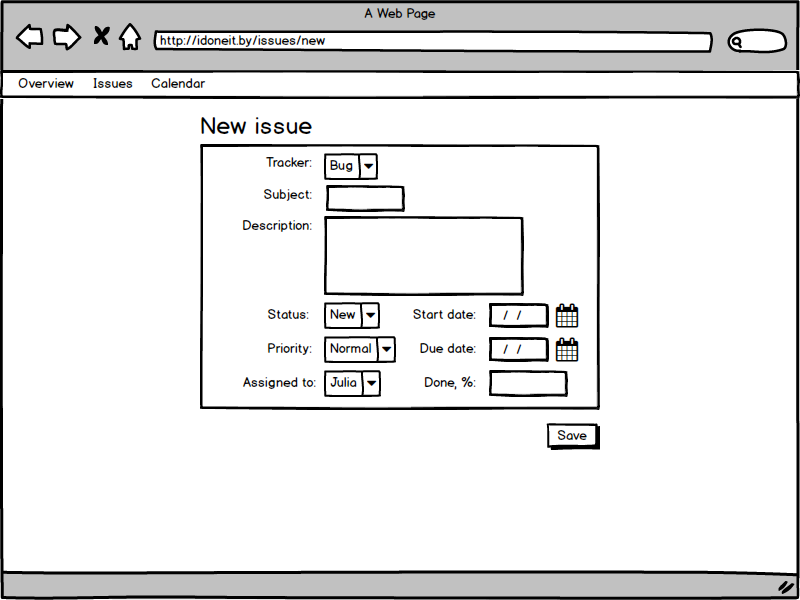 A Web Page
http://idoneit.by/issues/new
Overview Issues Calendar
New issue
Tracker: Bug
Subject:
Description:
Status: New Start date: / /
Priority: Normal Due date: / /
Assigned to: Julia Done, %:
Save